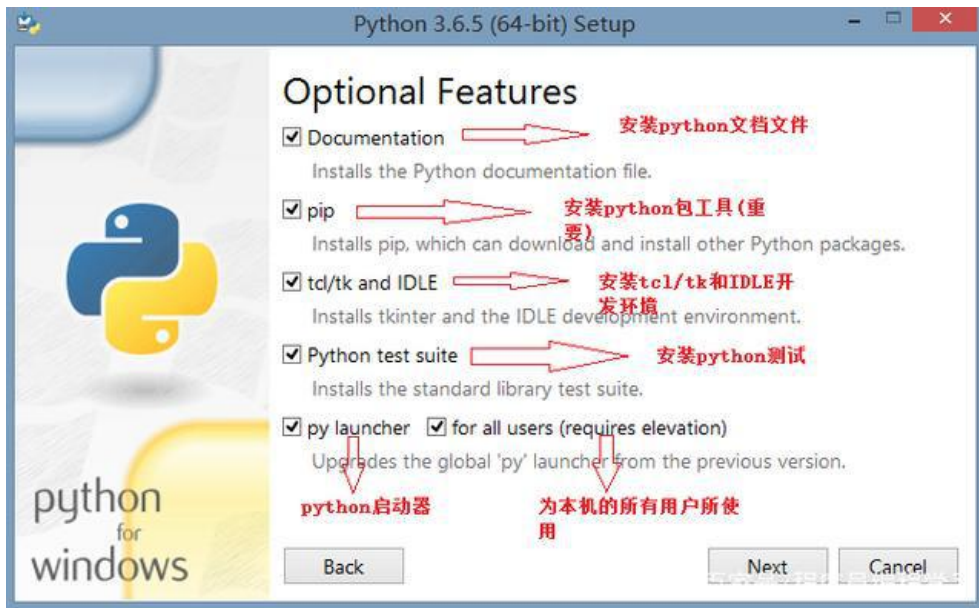 Python 3.6.5 (64-bit) Setup
Optional Features
Documentation
安装python文档文件
Installs the Python documentation file.
pip
安装python包工具(重
要)
Installs pip, which can download and install other Python packages.
tcl/tk and IDLE
安装tcl/tk和IDLE开
发环境
Installs tkinter and the IDLE development environment.
Python test suite
安装python测试
Installs the standard library test suite.
py launcher for all users (requires elevation)
Upgrades the global 'py' launcher from the previous version.
python启动器
为本机的所有用户所使
用
python
for
windows
Back
Next
Cancel